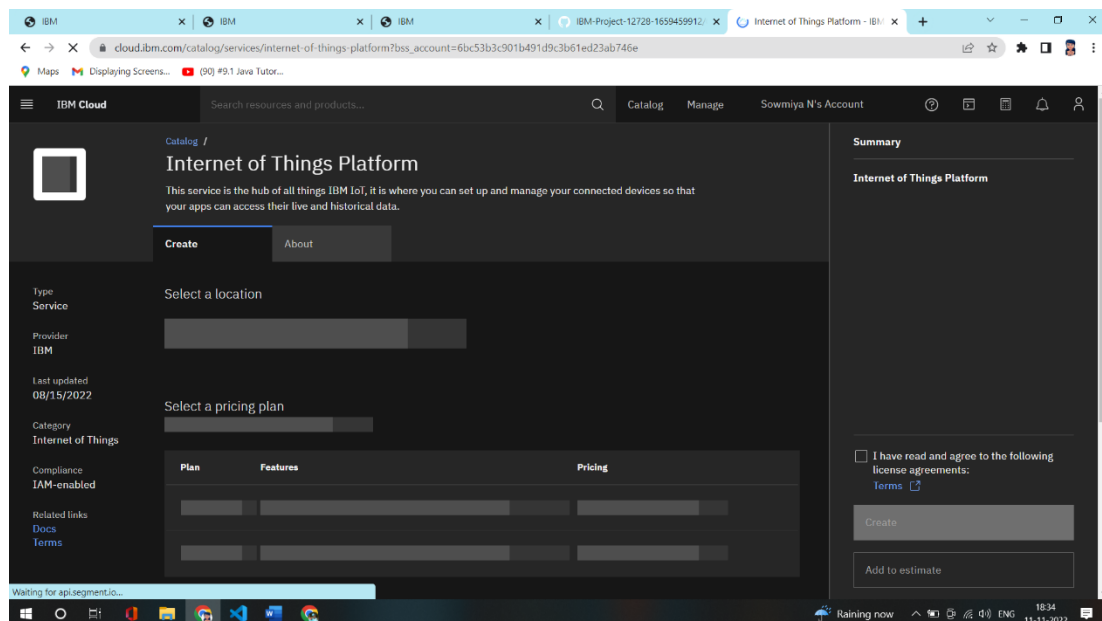 IBM
IBM
IBM
IBM-Project-12728-1659459912/
Internet of Things Platform - IBM
cloud.ibm.com/catalog/services/internet-of-things-platform?bss_account=6bc53b3c901b491d9c3b61ed23ab746e
Maps
Displaying Screens...
(90) #9.1 Java Tutor...
IBM Cloud
Search resources and products...
Catalog
Manage
Sowmiya N's Account
Catalog /
Internet of Things Platform
This service is the hub of all things IBM IoT, it is where you can set up and manage your connected devices so that
your apps can access their live and historical data.
Create
About
Type
Service
Provider
IBM
Last updated
08/15/2022
Category
Internet of Things
Compliance
IAM-enabled
Related links
Docs
Terms
Select a location
Select a pricing plan
Plan
Features
Pricing
Summary
Internet of Things Platform
I have read and agree to the following
license agreements:
Terms
Create
Add to estimate
Waiting for api.segment.io...
Raining now
ENG
18:34
11-11-2022